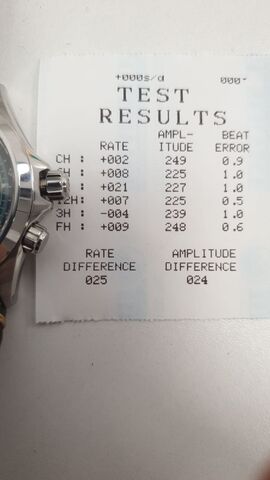 +000s/d 000°
TEST
RESULTS
AMPL- BEAT
RATE ITUDE ERROR
CH : +002 249 0.9
H : +008 225 1.0
: +021 227 1.0
2H: +007 225 0.5
3H : -004 239 1.0
FH : +009 248 0.6
RATE AMPLITUDE
DIFFERENCE DIFFERENCE
025 024